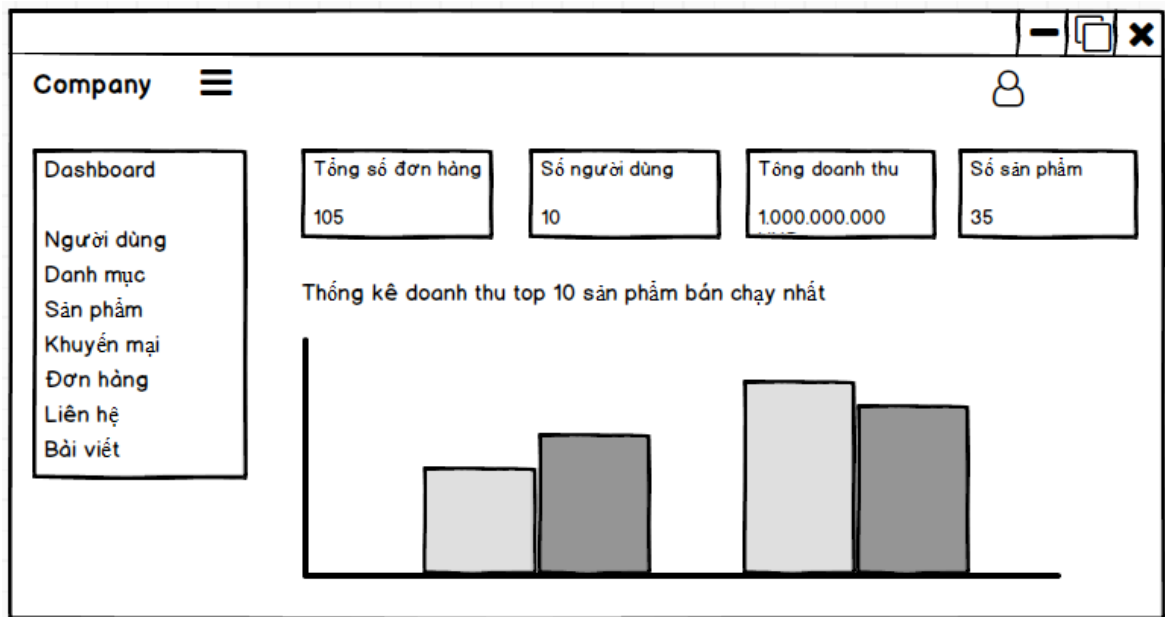 Company
Dashboard
Người dùng
Danh mục
Sản phẩm
Khuyến mại
Đơn hàng
Liên hệ
Bài viết
Tổng số đơn hàng
105
Số người dùng
10
Tông doanh thu
1.000.000.000
Số sản phẩm
35
Thống kê doanh thu top 10 sản phẩm bán chạy nhất